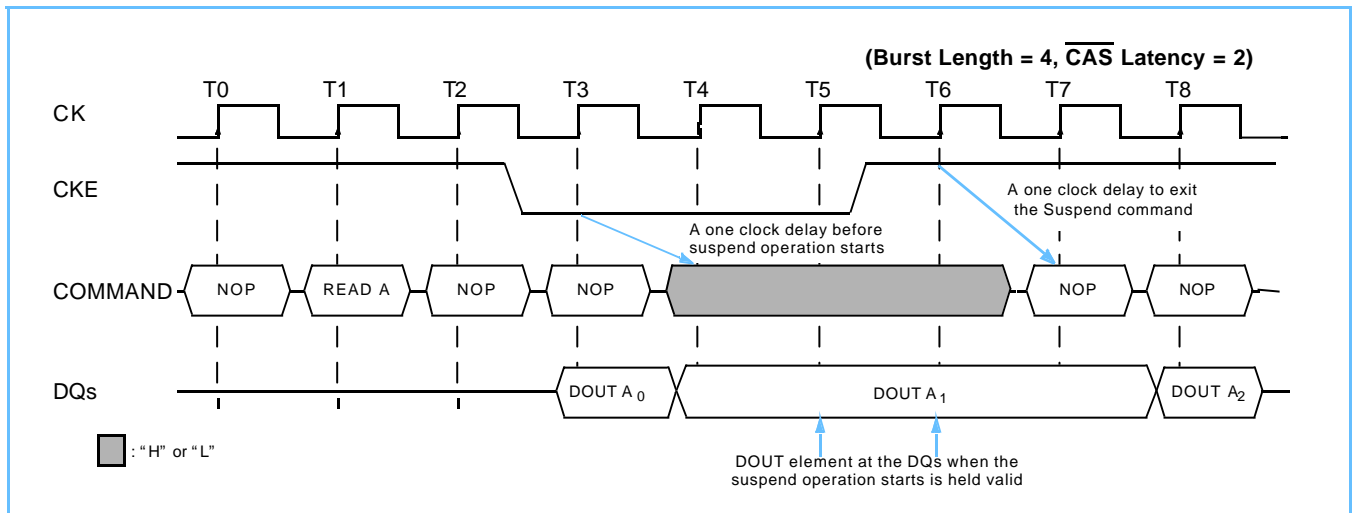 (Burst Length = 4, CAS Latency = 2)
T0 T1 T2 T3 T4 T5 T6 T7 T8
CK
CKE
A one clock delay to exit
the Suspend command
A one clock delay before
suspend operation starts
COMMAND NOP READ A NOP NOP NOP NOP
DQs DOUT A0 DOUT A1 DOUT A2
: “H” or “L”
DOUT element at the DQs when the
suspend operation starts is held valid